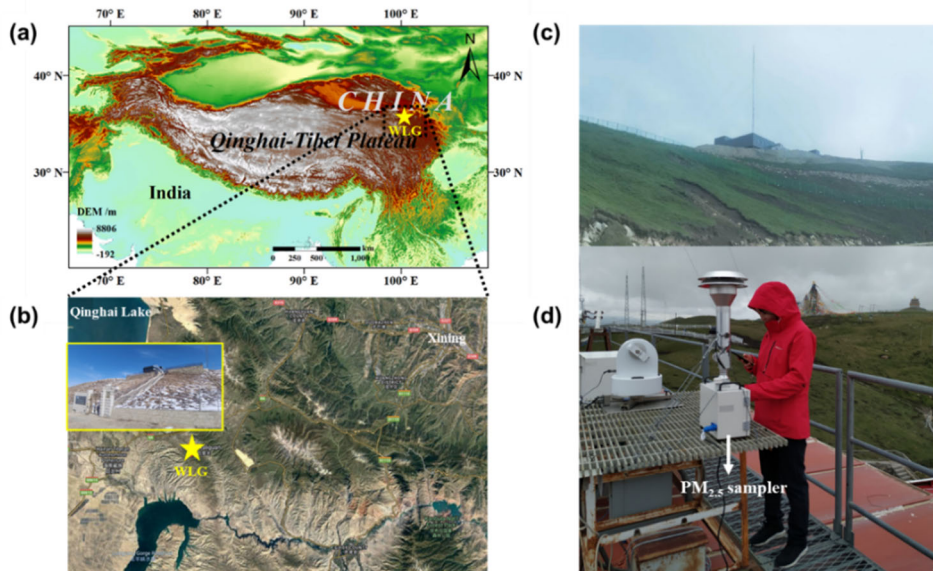 (a)
70° E
80° E
90° E
100° E
N
40° N
40° N
CHINA
WLG
Qinghai-Tibet Plateau
30° N
30° N
India
DEM /m
8806
-192
km
0 250 500 1,000
70° E
80° E
90° E
100° E
(b)
Qinghai Lake
Xining
WLG
(c)
(d)
PM2.5 sampler